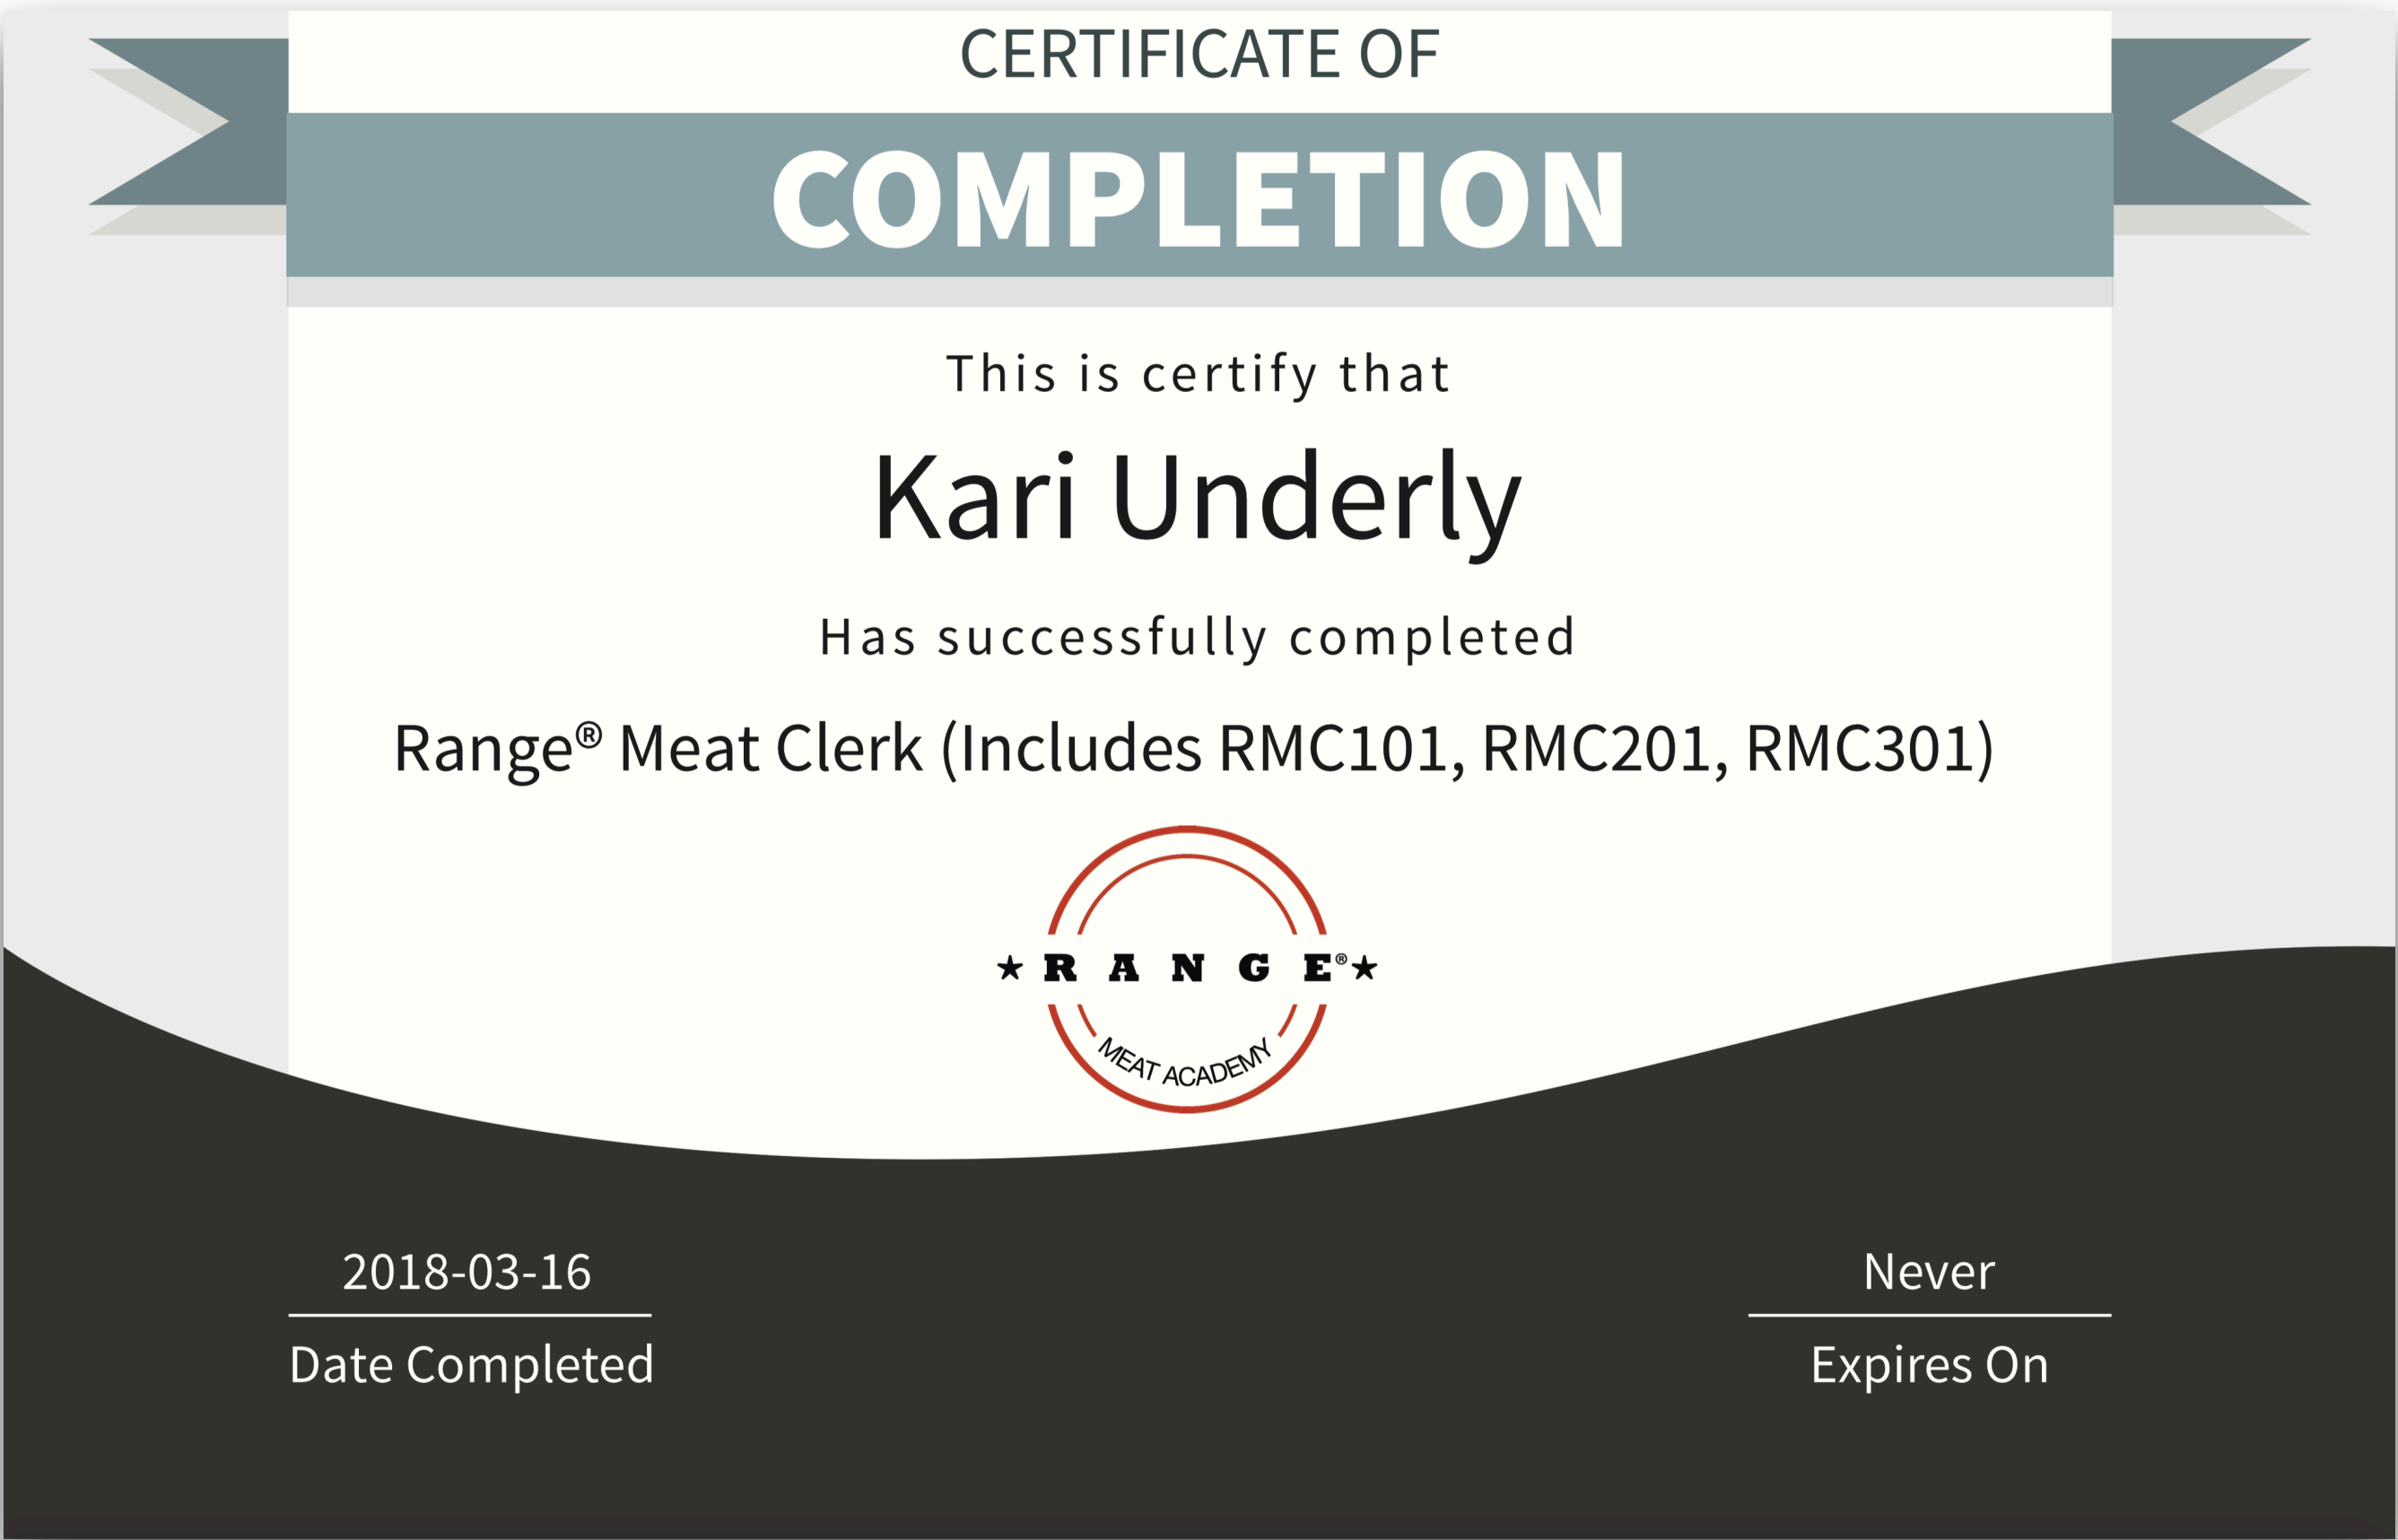 CERTIFICATE OF
COMPLETION
This is certify that
Kari Underly
Has successfully completed
Range® Meat Clerk (Includes RMC101, RMC201, RMC301)
★ R A N G E® ★
MEAT ACADEMY
2018-03-16
Date Completed
Never
Expires On